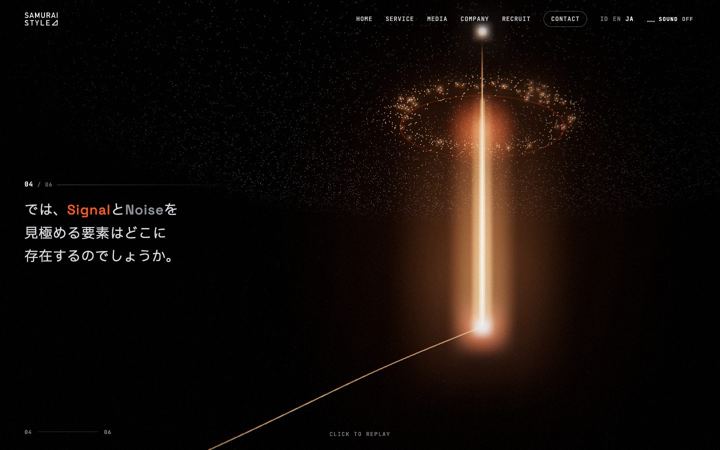 SAMURAI
STYLE
HOME SERVICE MEDIA COMPANY RECRUIT CONTACT ID EN JA SOUND OFF
04 / 06
では、SignalとNoiseを
見極める要素はどこに
存在するのでしょうか。
04 06
CLICK TO REPLAY